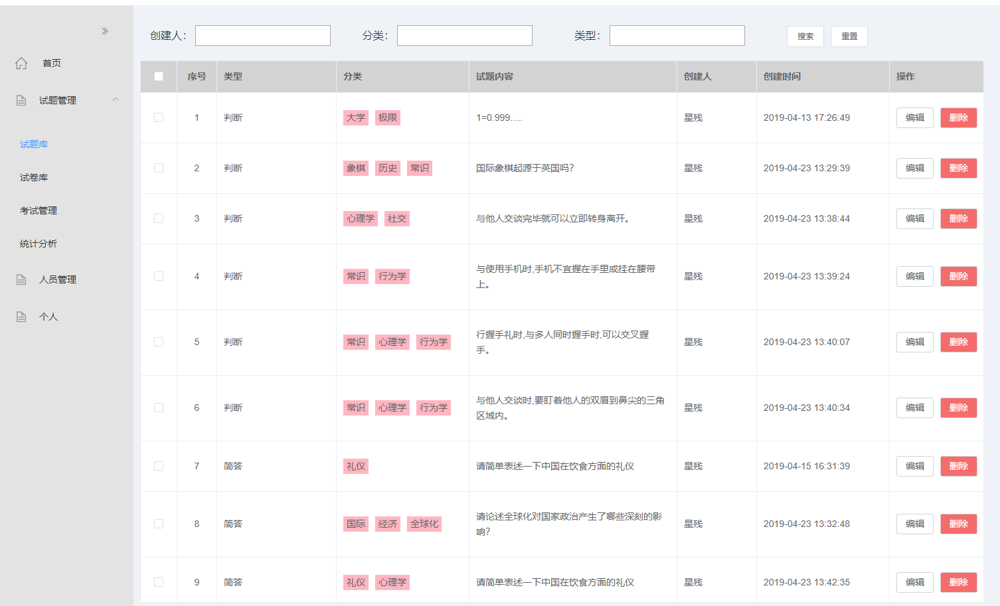 创建人：
分类：
类型：
搜索
重置
首页
试题管理
试题库
试卷库
考试管理
统计分析
人员管理
个人
序号 类型 分类 试题内容 创建人 创建时间 操作
1 判断 大学 极限 1=0.999..... 星残 2019-04-13 17:26:49 编辑 删除
2 判断 象棋 历史 常识 国际象棋起源于英国吗？ 星残 2019-04-23 13:29:39 编辑 删除
3 判断 心理学 社交 与他人交谈完毕就可以立即转身离开。 星残 2019-04-23 13:38:44 编辑 删除
4 判断 常识 行为学 与使用手机时,手机不宜握在手里或挂在腰带
上。 星残 2019-04-23 13:39:24 编辑 删除
5 判断 常识 心理学 行为学 行握手礼时,与多人同时握手时,可以交叉握
手。 星残 2019-04-23 13:40:07 编辑 删除
6 判断 常识 心理学 行为学 与他人交谈时,要盯着他人的双眉到鼻尖的三角
区域内。 星残 2019-04-23 13:40:34 编辑 删除
7 简答 礼仪 请简单表述一下中国在饮食方面的礼仪 星残 2019-04-15 16:31:39 编辑 删除
8 简答 国际 经济 全球化 请论述全球化对国家政治产生了哪些深刻的影
响？ 星残 2019-04-23 13:32:48 编辑 删除
9 简答 礼仪 心理学 请简单表述一下中国在饮食方面的礼仪 星残 2019-04-23 13:42:35 编辑 删除